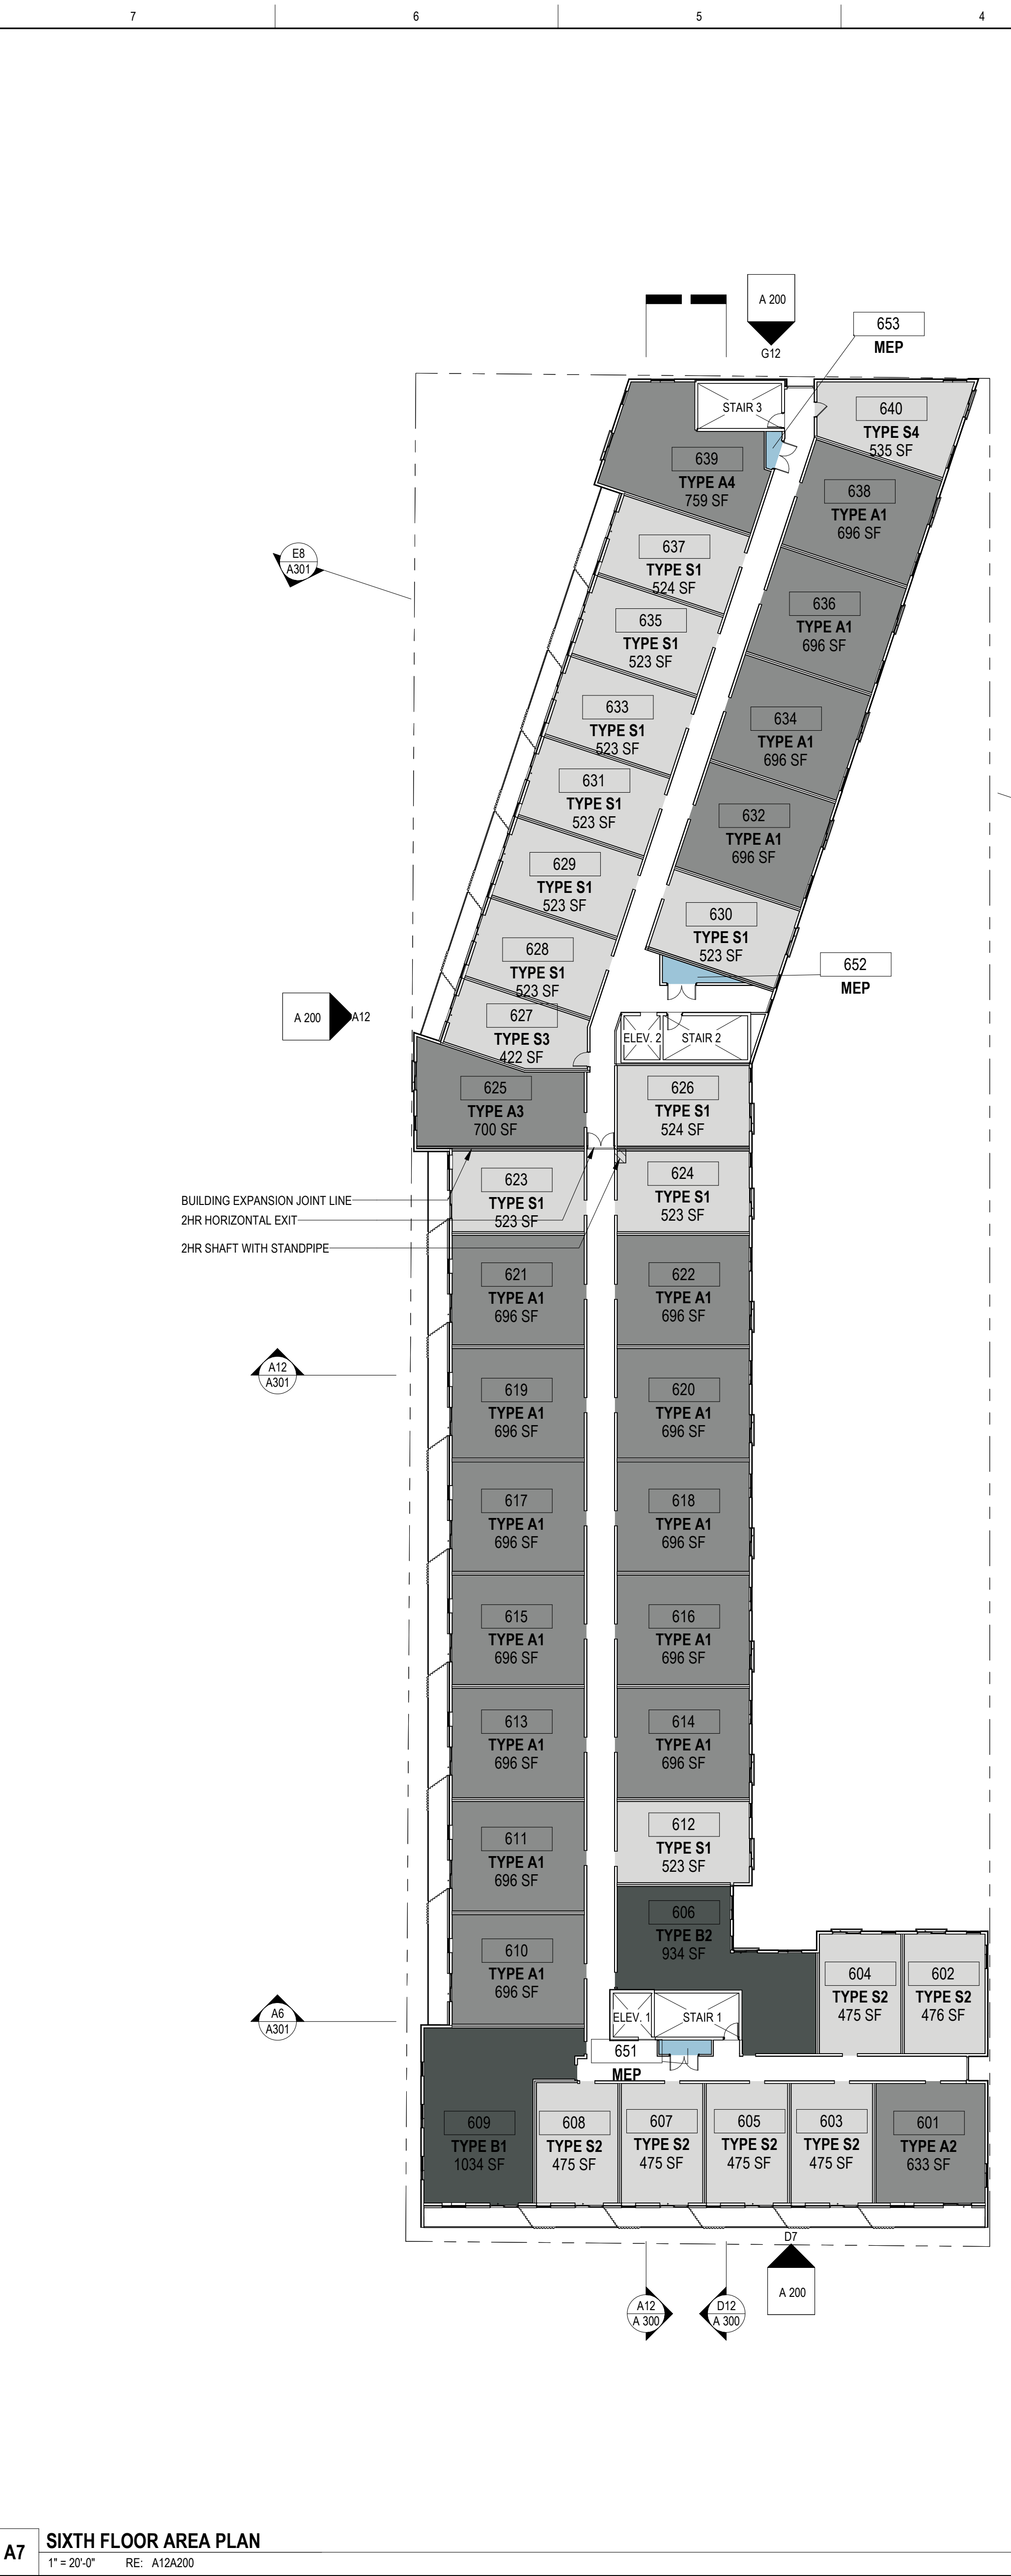 7
6
5
4
A 200
G12
653
MEP
STAIR 3
640
TYPE S4
535 SF
639
TYPE A4
759 SF
638
TYPE A1
696 SF
637
TYPE S1
524 SF
E8
A301
636
TYPE A1
696 SF
635
TYPE S1
523 SF
633
TYPE S1
523 SF
634
TYPE A1
696 SF
631
TYPE S1
523 SF
632
TYPE A1
696 SF
629
TYPE S1
523 SF
630
TYPE S1
523 SF
628
TYPE S1
523 SF
652
MEP
A 200
A12
627
TYPE S3
422 SF
ELEV. 2
STAIR 2
625
TYPE A3
700 SF
626
TYPE S1
524 SF
623
TYPE S1
523 SF
624
TYPE S1
523 SF
BUILDING EXPANSION JOINT LINE
2HR HORIZONTAL EXIT
2HR SHAFT WITH STANDPIPE
621
TYPE A1
696 SF
622
TYPE A1
696 SF
A12
A301
619
TYPE A1
696 SF
620
TYPE A1
696 SF
617
TYPE A1
696 SF
618
TYPE A1
696 SF
615
TYPE A1
696 SF
616
TYPE A1
696 SF
613
TYPE A1
696 SF
614
TYPE A1
696 SF
611
TYPE A1
696 SF
612
TYPE S1
523 SF
606
TYPE B2
934 SF
610
TYPE A1
696 SF
604
TYPE S2
475 SF
602
TYPE S2
476 SF
A6
A301
ELEV. 1
STAIR 1
651
MEP
609
TYPE B1
1034 SF
608
TYPE S2
475 SF
607
TYPE S2
475 SF
605
TYPE S2
475 SF
603
TYPE S2
475 SF
601
TYPE A2
633 SF
D7
A 200
A12
A 300
D12
A 300
A7
SIXTH FLOOR AREA PLAN
1" = 20'-0" RE: A12A200